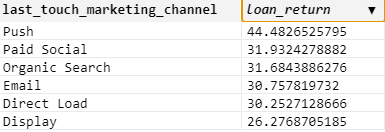 last_touch_marketing_channel loan_return
Push 44.4826525795
Paid Social 31.9324278882
Organic Search 31.6843886276
Email 30.757819732
Direct Load 30.2527128666
Display 26.2768705185